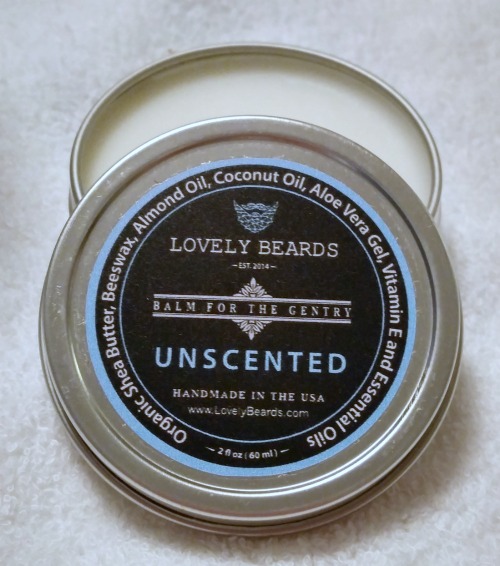 Organic Shea Butter, Beeswax, Almond Oil, Coconut Oil, Aloe Vera Gel, Vitamin E and Essential Oils
LOVELY BEARDS
-EST. 2014-
BALM FOR THE GENTRY
UNSCENTED
HANDMADE IN THE USA
www.LovelyBeards.com
— 2 fl oz ( 60 ml ) —